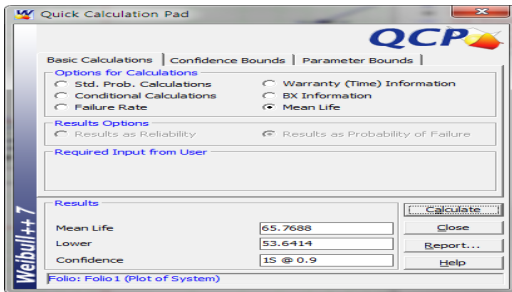 Quick Calculation Pad
QCP
Basic Calculations Confidence Bounds Parameter Bounds
Options for Calculations
Std. Prob. Calculations Warranty (Time) Information
Conditional Calculations BX Information
Failure Rate Mean Life
Results Options
Results as Reliability Results as Probability of Failure
Required Input from User
Results
Calculate
Mean Life 65.7688 Close
Lower 53.6414 Report...
Confidence 1S @ 0.9 Help
Folio: Folio1 (Plot of System)
Weibull++ 7